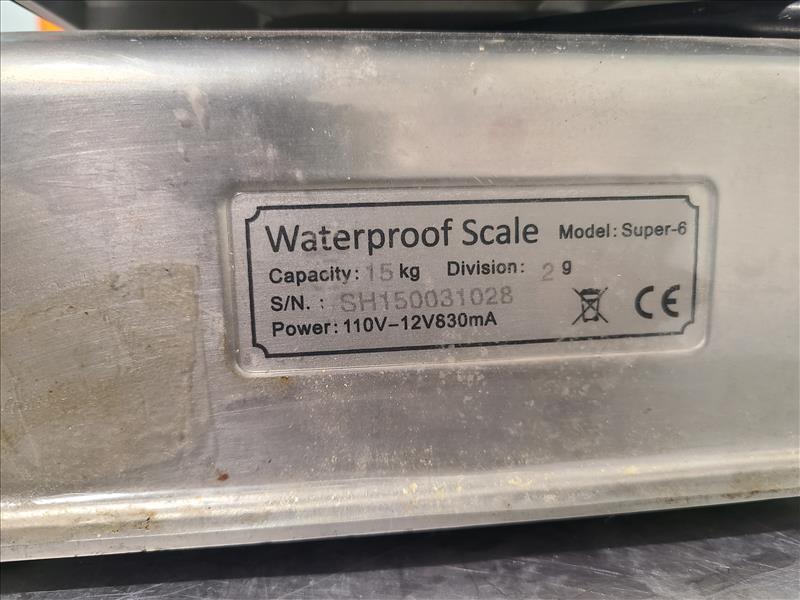 Waterproof Scale Model: Super-6
Capacity: 15 kg Division: 2 g
S/N. : SH150031028
Power: 110V-12V830mA
CE